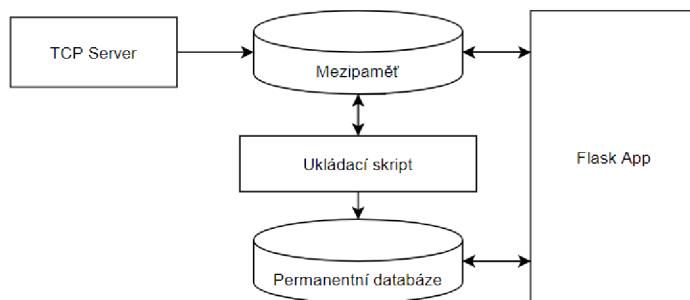 TCP Server
Mezipaměť
Ukládací skript
Flask App
Permanentní databáze